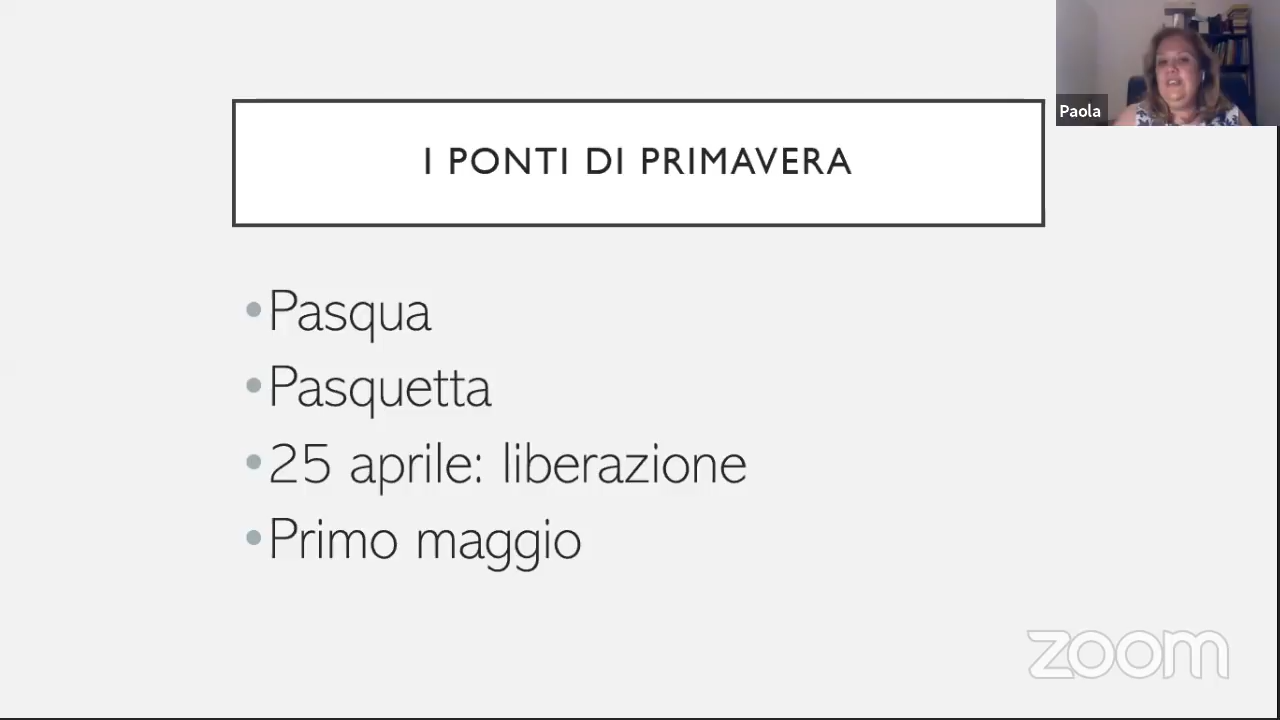 I PONTI DI PRIMAVERA
Paola
•Pasqua
•Pasquetta
•25 aprile: liberazione
•Primo maggio
zoom